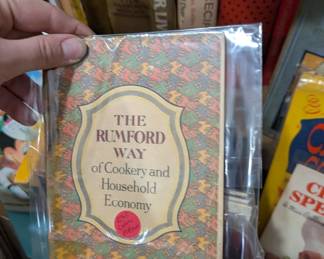 THE
RUMFORD
WAY
of Cookery and
Household
Economy